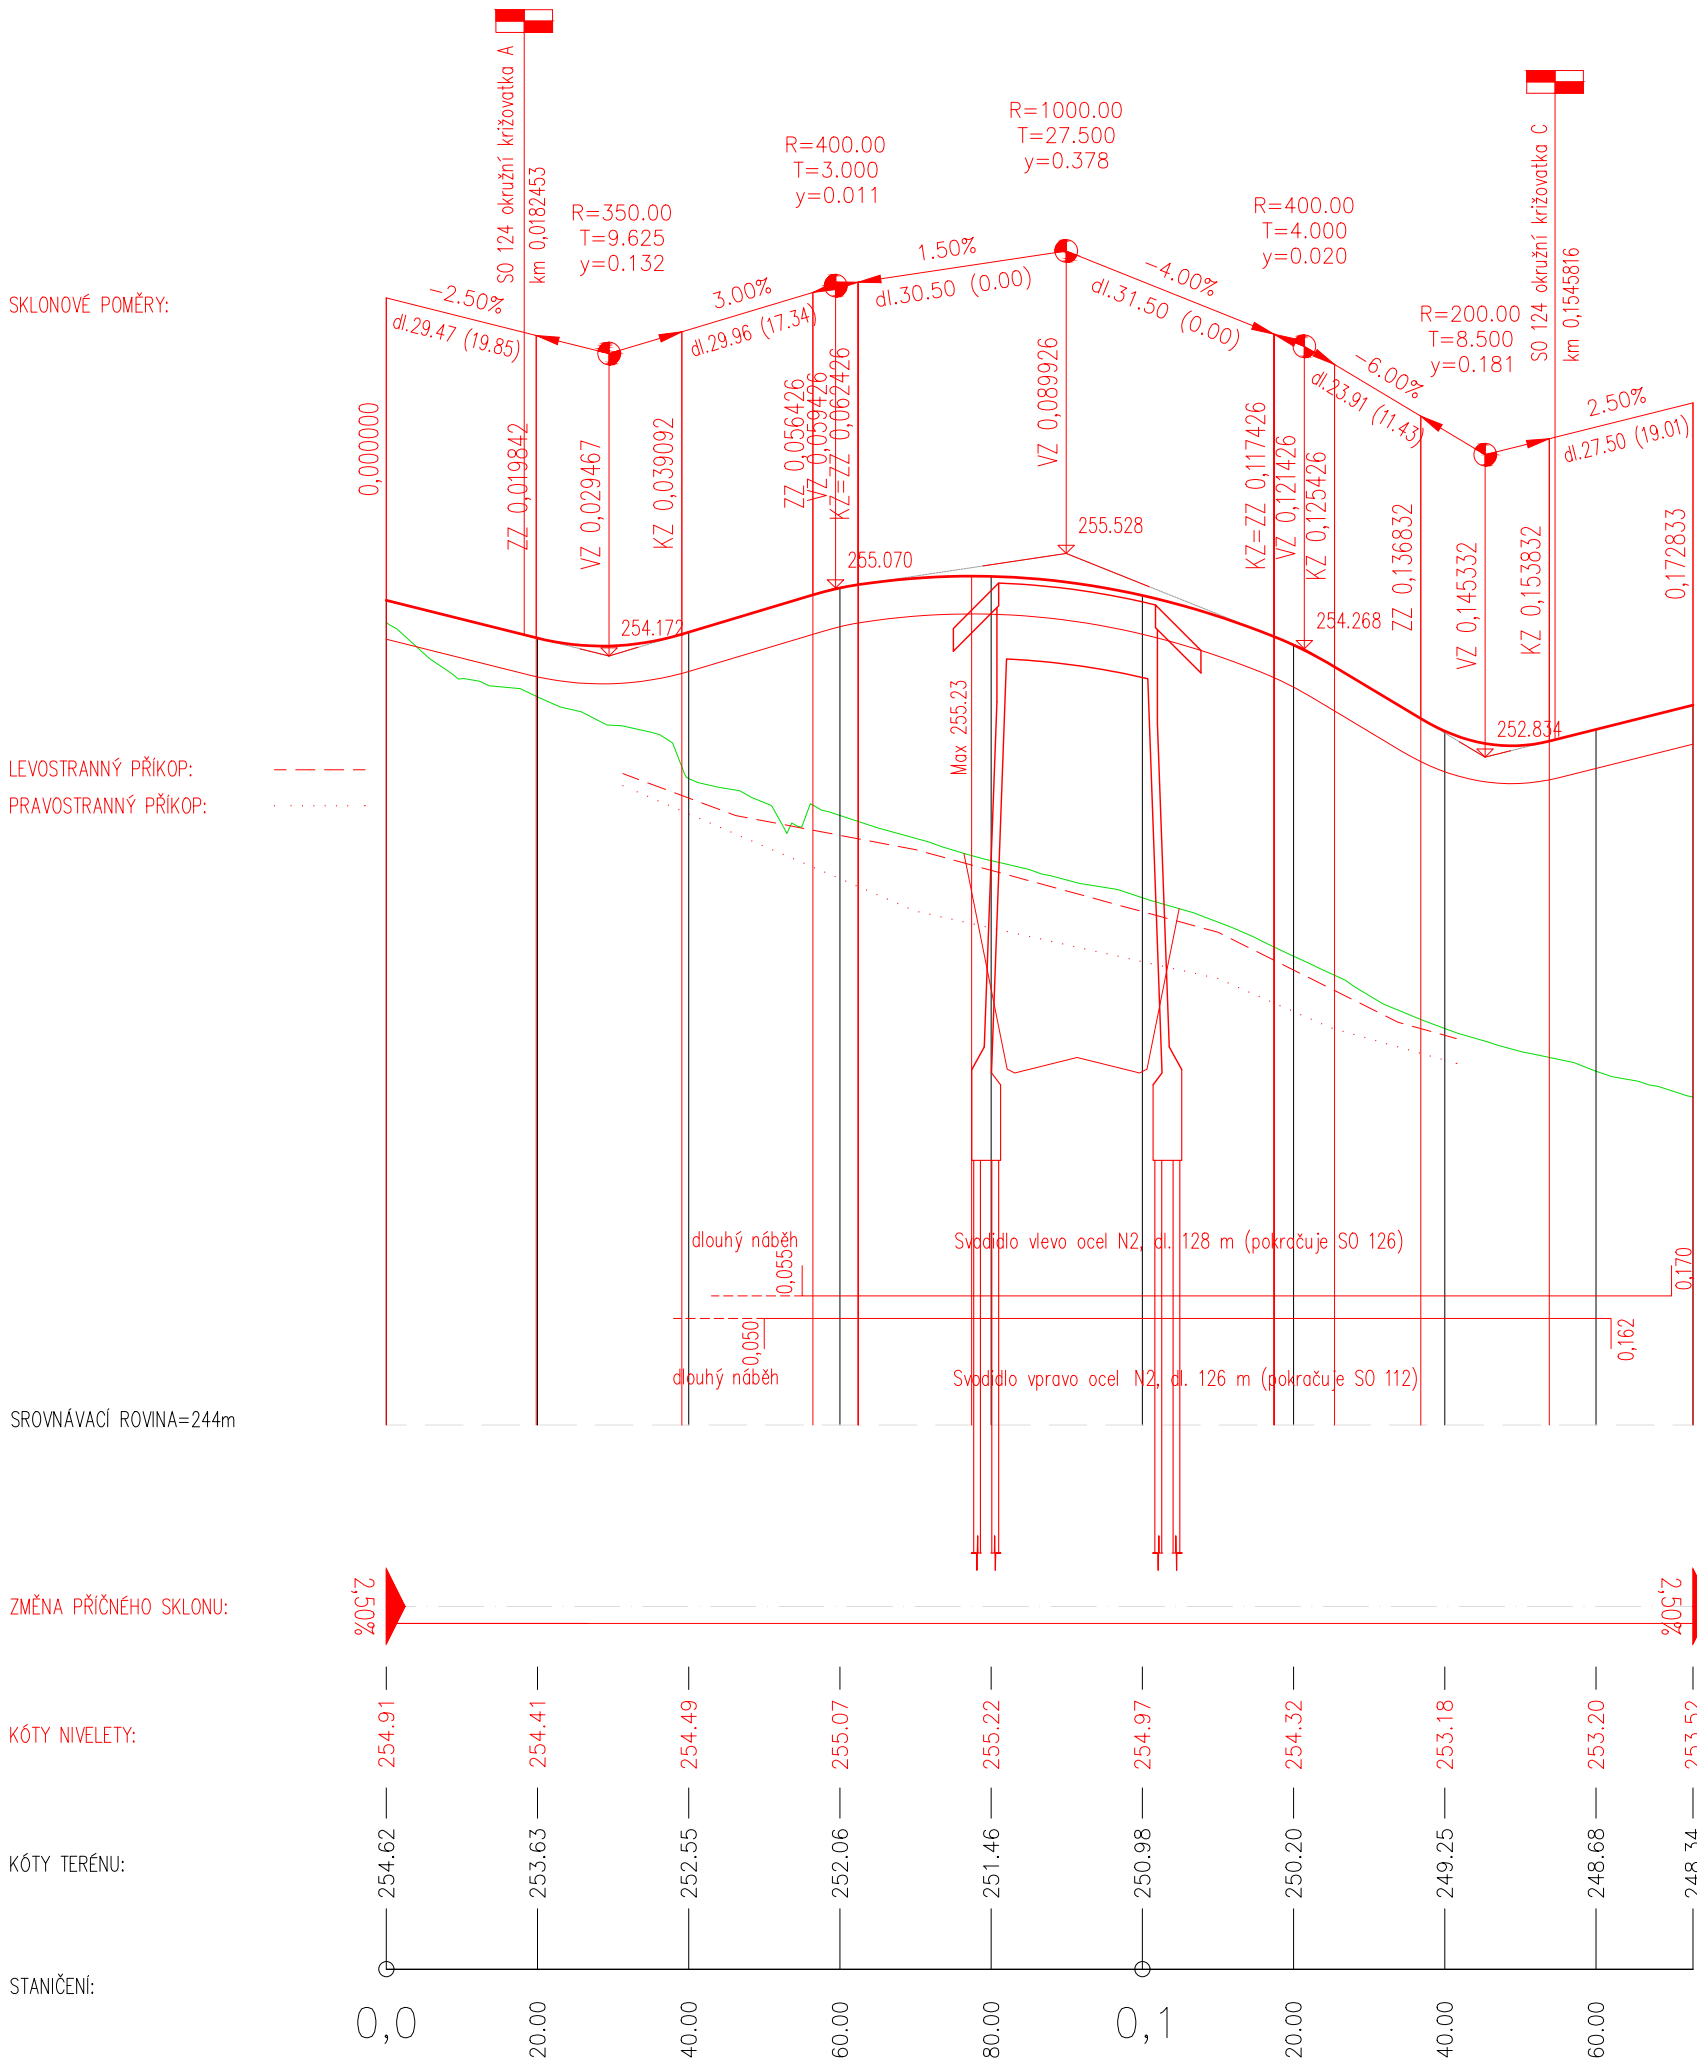 SO 124 okružní križovatka A
km 0,0182453
R=350.00
T=9.625
y=0.132
R=400.00
T=3.000
y=0.011
R=1000.00
T=27.500
y=0.378
R=400.00
T=4.000
y=0.020
R=200.00
T=8.500
y=0.181
SO 124 okružní križovatka C
km 0,1545816
SKLONOVÉ POMĚRY:
-2.50%
dl.29.47 (19.85)
3.00%
dl.29.96 (17.34)
1.50%
dl.30.50 (0.00)
-4.00%
dl.31.50 (0.00)
-6.00%
dl.23.91 (11.43)
2.50%
dl.27.50 (19.01)
0,000000
ZZ 0,019842
VZ 0,029467
KZ 0,039092
ZZ 0,056426
VZ 0,059426
KZ=ZZ 0,062426
VZ 0,089926
KZ=ZZ 0,117426
VZ 0,121426
KZ 0,125426
ZZ 0,136832
VZ 0,145332
KZ 0,153832
0,172833
254.172
255.070
255.528
254.268
252.834
Max 255.23
LEVOSTRANNÝ PŘÍKOP:
PRAVOSTRANNÝ PŘÍKOP:
dlouhý náběh
0,055
Svodidlo vlevo ocel N2, dl. 128 m (pokračuje SO 126)
0,170
0,050
dlouhý náběh
Svodidlo vpravo ocel N2, dl. 126 m (pokračuje SO 112)
0,162
SROVNÁVACÍ ROVINA=244m
ZMĚNA PŘÍČNÉHO SKLONU:
2,50%
2,50%
KÓTY NIVELETY:
254.91
254.41
254.49
255.07
255.22
254.97
254.32
253.18
253.20
253.52
KÓTY TERÉNU:
254.62
253.63
252.55
252.06
251.46
250.98
250.20
249.25
248.68
248.34
STANIČENÍ:
0,0
20.00
40.00
60.00
80.00
0,1
20.00
40.00
60.00